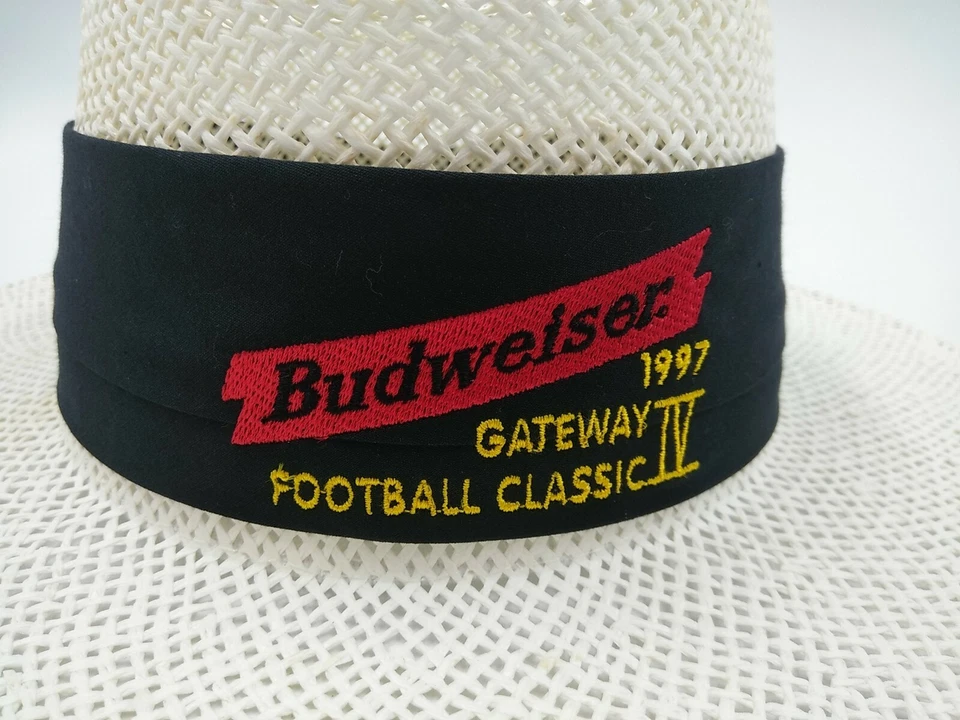 Budweiser.
1997
GATEWAY IV
FOOTBALL CLASSIC